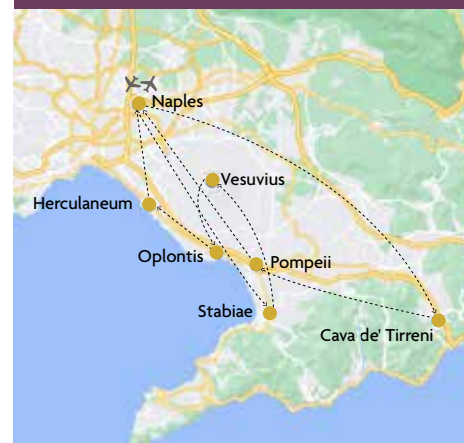 Naples
Vesuvius
Herculaneum
Oplontis
Pompeii
Stabiae
Cava de' Tirreni